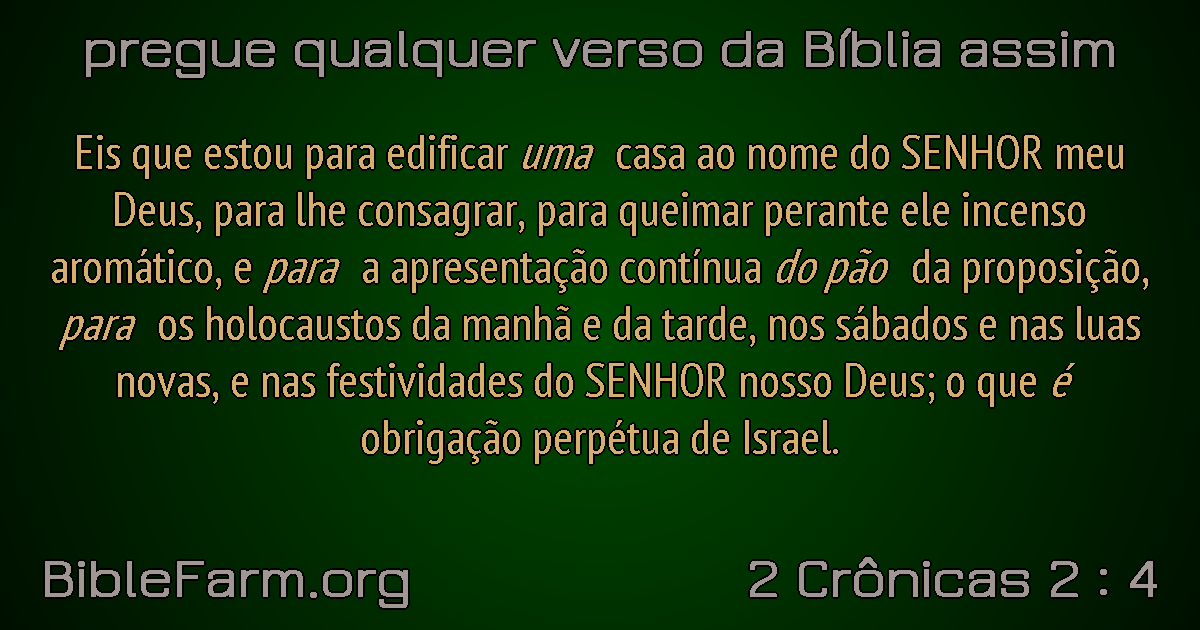 pregue qualquer verso da Bíblia assim
Eis que estou para edificar uma casa ao nome do SENHOR meu
Deus, para lhe consagrar, para queimar perante ele incenso
aromático, e para a apresentação contínua do pão da proposição,
para os holocaustos da manhã e da tarde, nos sábados e nas luas
novas, e nas festividades do SENHOR nosso Deus; o que é
obrigação perpétua de Israel.
BibleFarm.org
2 Crônicas 2 : 4